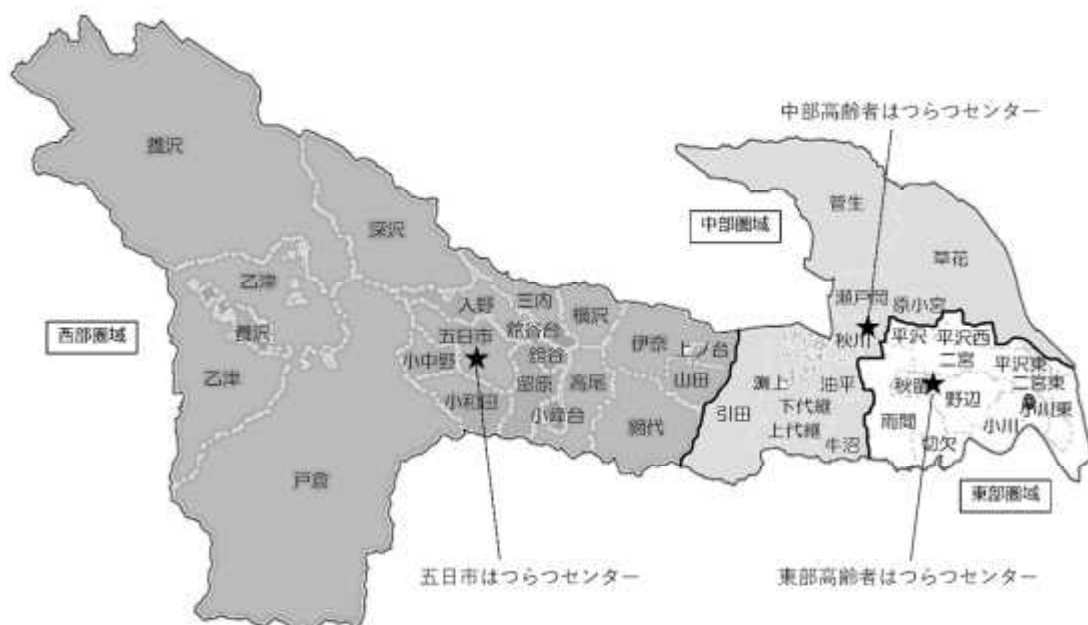 中部高齢者はつらつセンター
養沢
菅生
中部圏域
草花
深沢
乙津
瀬戸岡
原小宮
入野
三内
横沢
西部圏域
養沢
五日市
舘谷台
秋川
平沢
平沢西
伊奈
上ノ台
二宮
平沢東
小中野
舘谷
乙津
留原
高尾
山田
渕上
油平
秋留
野辺
二宮東
小川東
小和田
小峰台
引田
下代継
雨間
小川
網代
上代継
牛沼
切欠
戸倉
東部圏域
五日市はつらつセンター
東部高齢者はつらつセンター